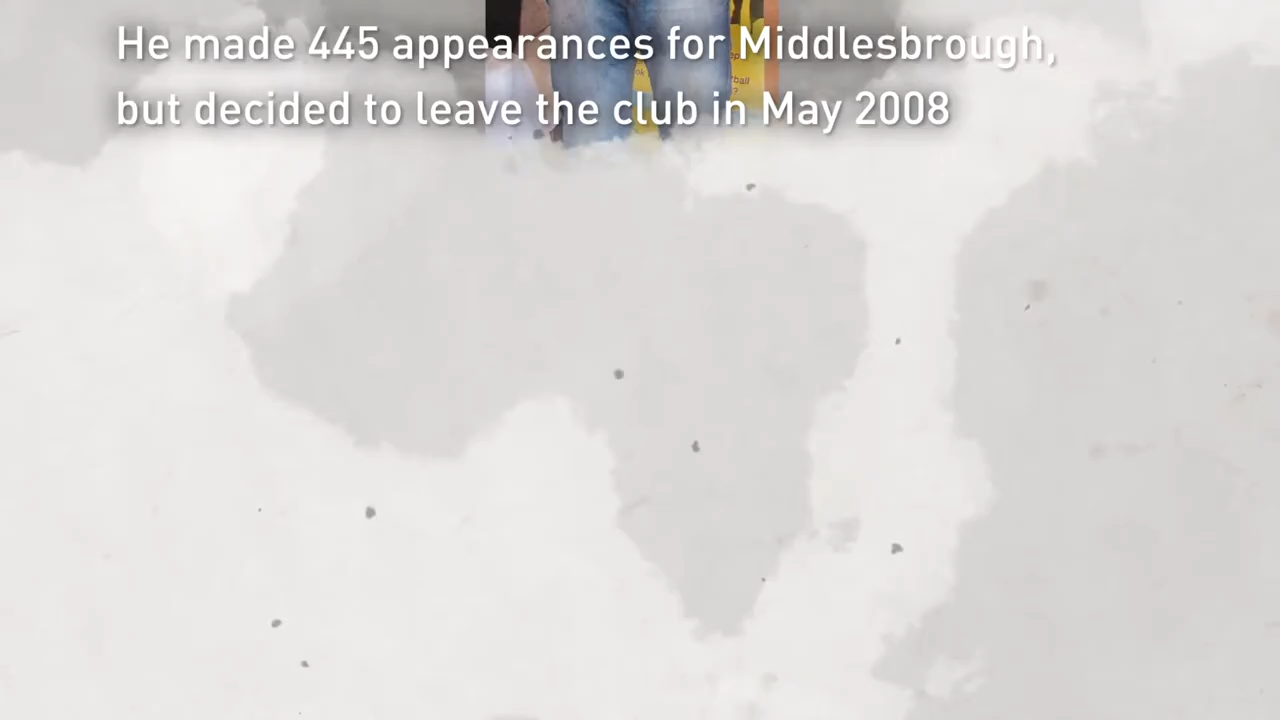 He made 445 appearances for Middlesbrough,
but decided to leave the club in May 2008